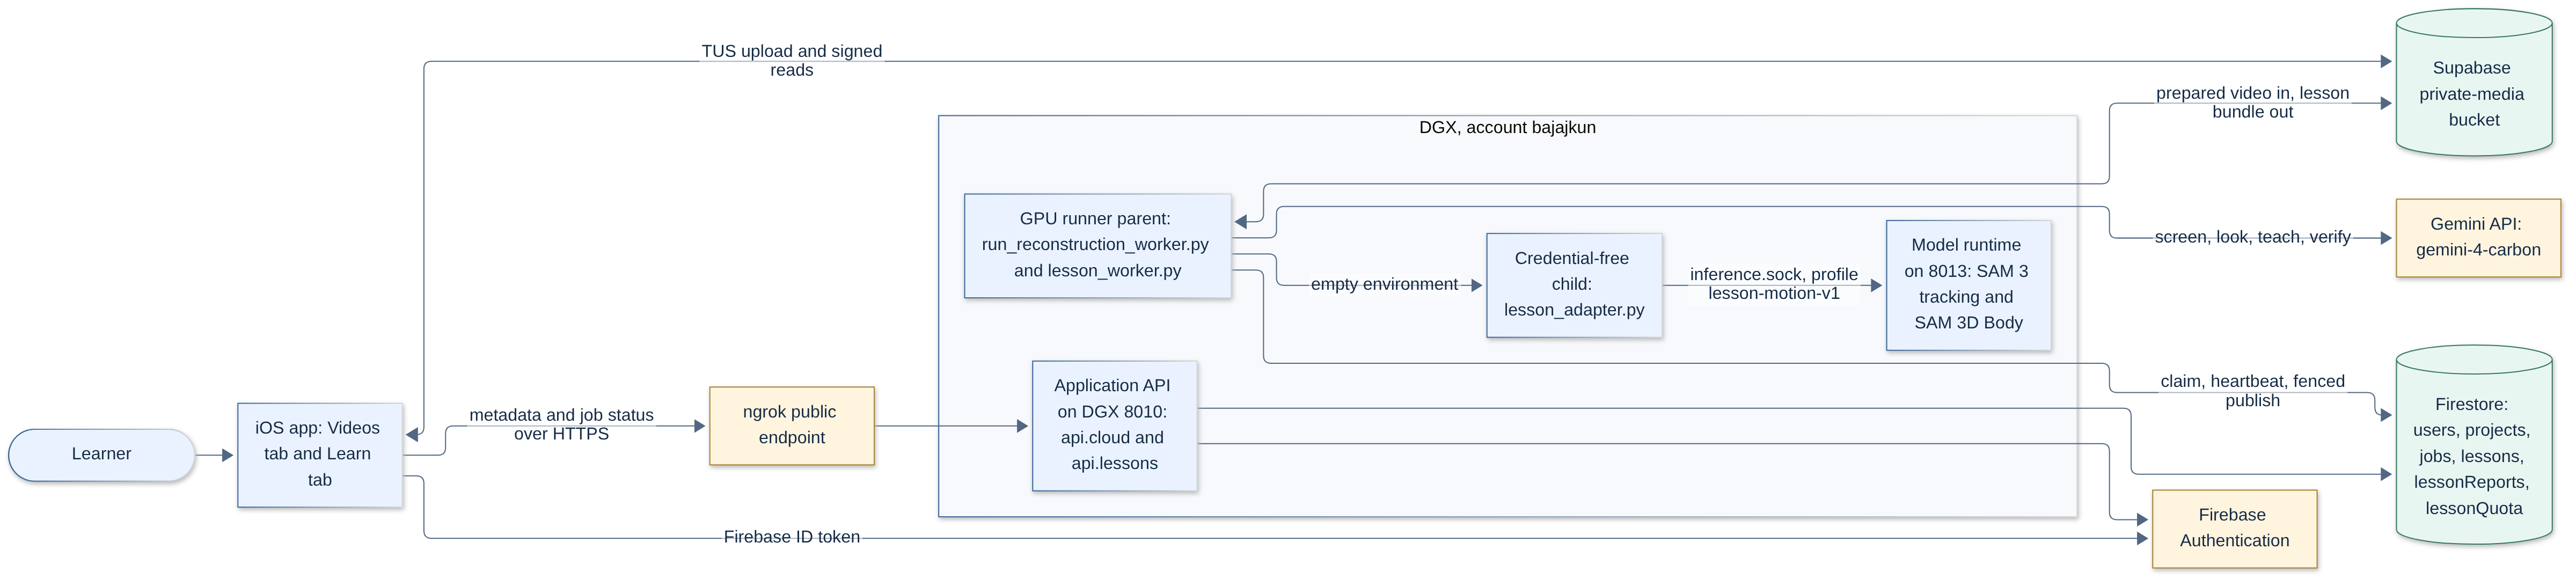 TUS upload and signed
reads
Supabase
private-media
bucket
prepared video in, lesson
bundle out
DGX, account bajajkun
GPU runner parent:
run_reconstruction_worker.py
and lesson_worker.py
Credential-free
child:
lesson_adapter.py
empty environment
inference.sock, profile
lesson-motion-v1
Model runtime
on 8013: SAM 3
tracking and
SAM 3D Body
screen, look, teach, verify
Gemini API:
gemini-4-carbon
Learner
iOS app: Videos
tab and Learn
tab
metadata and job status
over HTTPS
ngrok public
endpoint
Application API
on DGX 8010:
api.cloud and
api.lessons
claim, heartbeat, fenced
publish
Firestore:
users, projects,
jobs, lessons,
lessonReports,
lessonQuota
Firebase ID token
Firebase
Authentication